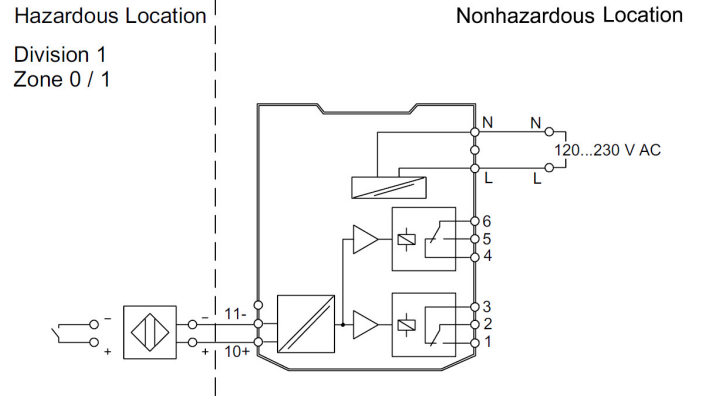 Hazardous Location
Nonhazardous Location
Division 1
Zone 0 / 1
N N
120...230 V AC
L L
6
5
4
3
11-
2
1
10+
−
−
+
+